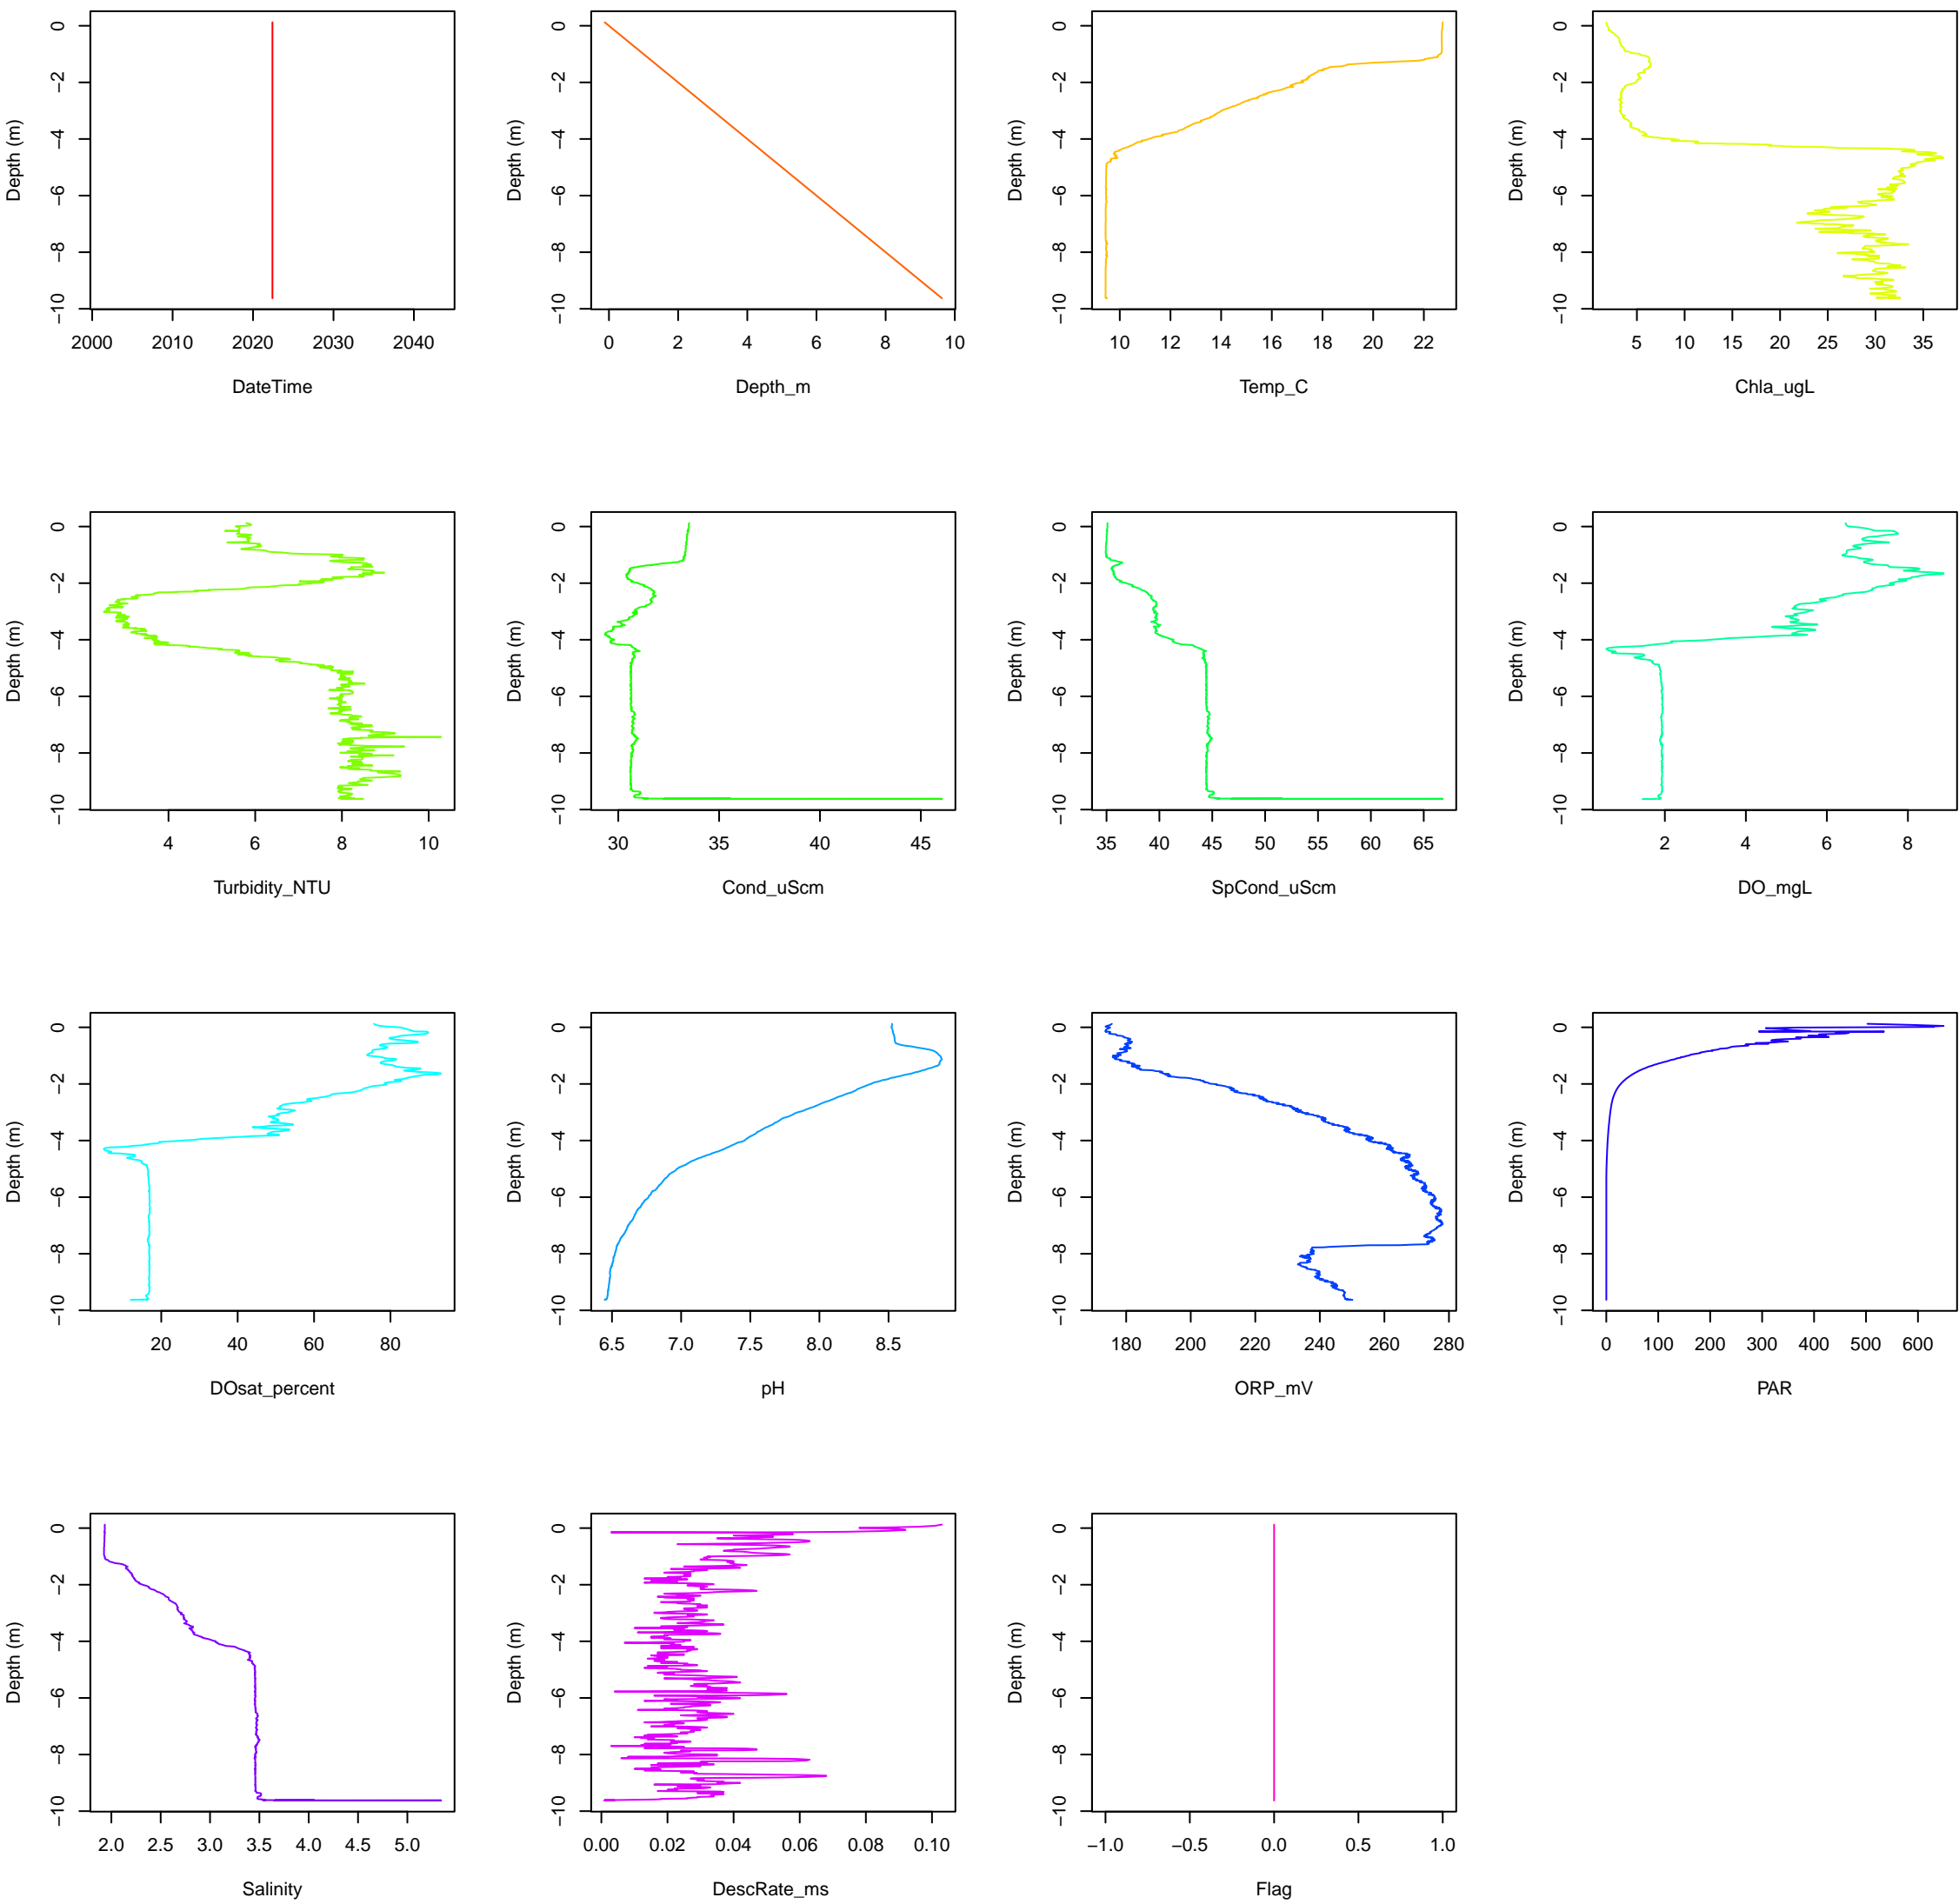 Depth (m)
0
−2
−4
−6
−8
−10
2000 2010 2020 2030 2040
DateTime
Depth (m)
0
−2
−4
−6
−8
−10
0 2 4 6 8 10
Depth_m
Depth (m)
0
−2
−4
−6
−8
−10
10 12 14 16 18 20 22
Temp_C
Depth (m)
0
−2
−4
−6
−8
−10
5 10 15 20 25 30 35
Chla_ugL
Depth (m)
0
−2
−4
−6
−8
−10
4 6 8 10
Turbidity_NTU
Depth (m)
0
−2
−4
−6
−8
−10
30 35 40 45
Cond_uScm
Depth (m)
0
−2
−4
−6
−8
−10
35 40 45 50 55 60 65
SpCond_uScm
Depth (m)
0
−2
−4
−6
−8
−10
2 4 6 8
DO_mgL
Depth (m)
0
−2
−4
−6
−8
−10
20 40 60 80
DOsat_percent
Depth (m)
0
−2
−4
−6
−8
−10
6.5 7.0 7.5 8.0 8.5
pH
Depth (m)
0
−2
−4
−6
−8
−10
180 200 220 240 260 280
ORP_mV
Depth (m)
0
−2
−4
−6
−8
−10
0 100 200 300 400 500 600
PAR
Depth (m)
0
−2
−4
−6
−8
−10
2.0 2.5 3.0 3.5 4.0 4.5 5.0
Salinity
Depth (m)
0
−2
−4
−6
−8
−10
0.00 0.02 0.04 0.06 0.08 0.10
DescRate_ms
Depth (m)
0
−2
−4
−6
−8
−10
−1.0 −0.5 0.0 0.5 1.0
Flag